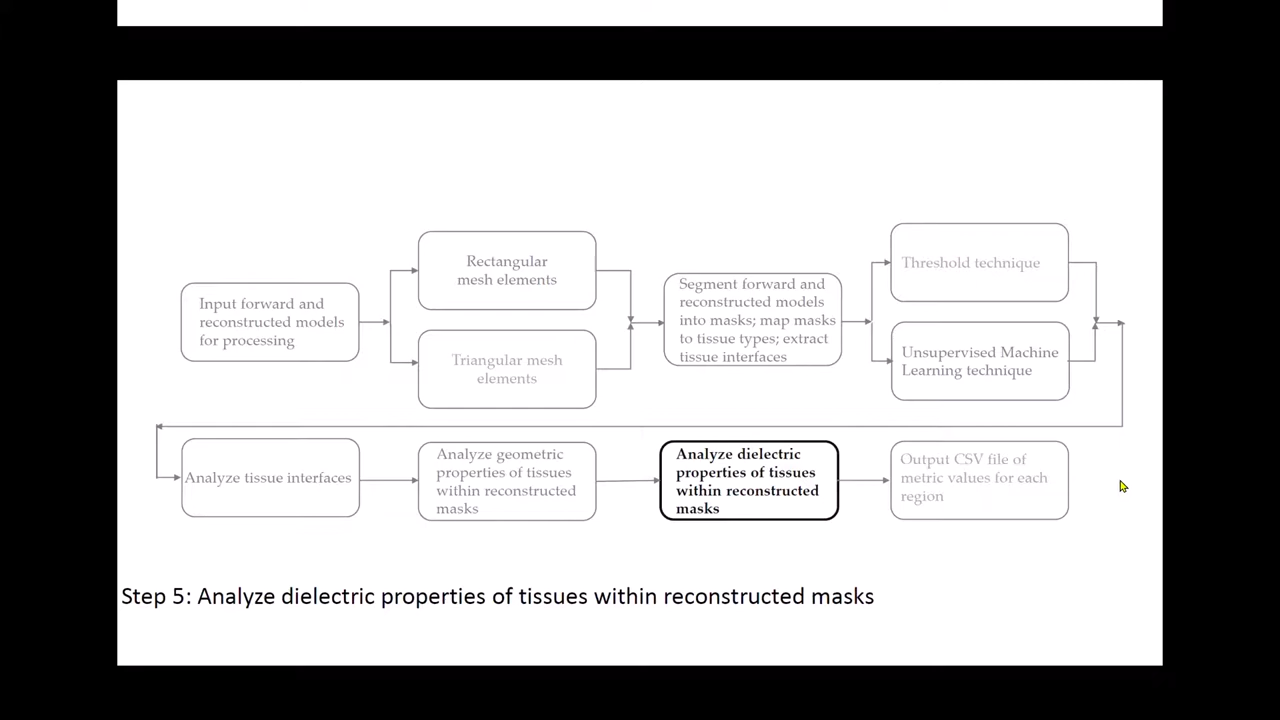 Input forward and
reconstructed models
for processing
Rectangular
mesh elements
Triangular mesh
elements
Segment forward and
reconstructed models
into masks; map masks
to tissue types; extract
tissue interfaces
Threshold technique
Unsupervised Machine
Learning technique
Analyze tissue interfaces
Analyze geometric
properties of tissues
within reconstructed
masks
Analyze dielectric
properties of tissues
within reconstructed
masks
Output CSV file of
metric values for each
region
Step 5: Analyze dielectric properties of tissues within reconstructed masks